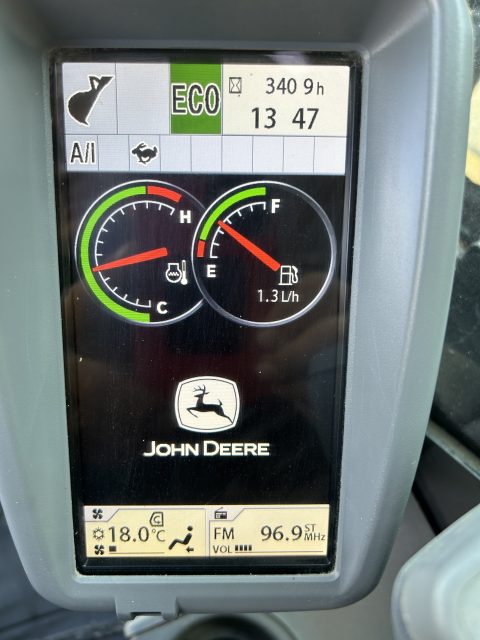 ECO
340 9h
13 47
A/I
H
C
F
E
1.3 L/h
JOHN DEERE
18.0°C
FM 96.9 ST MHz
VOL